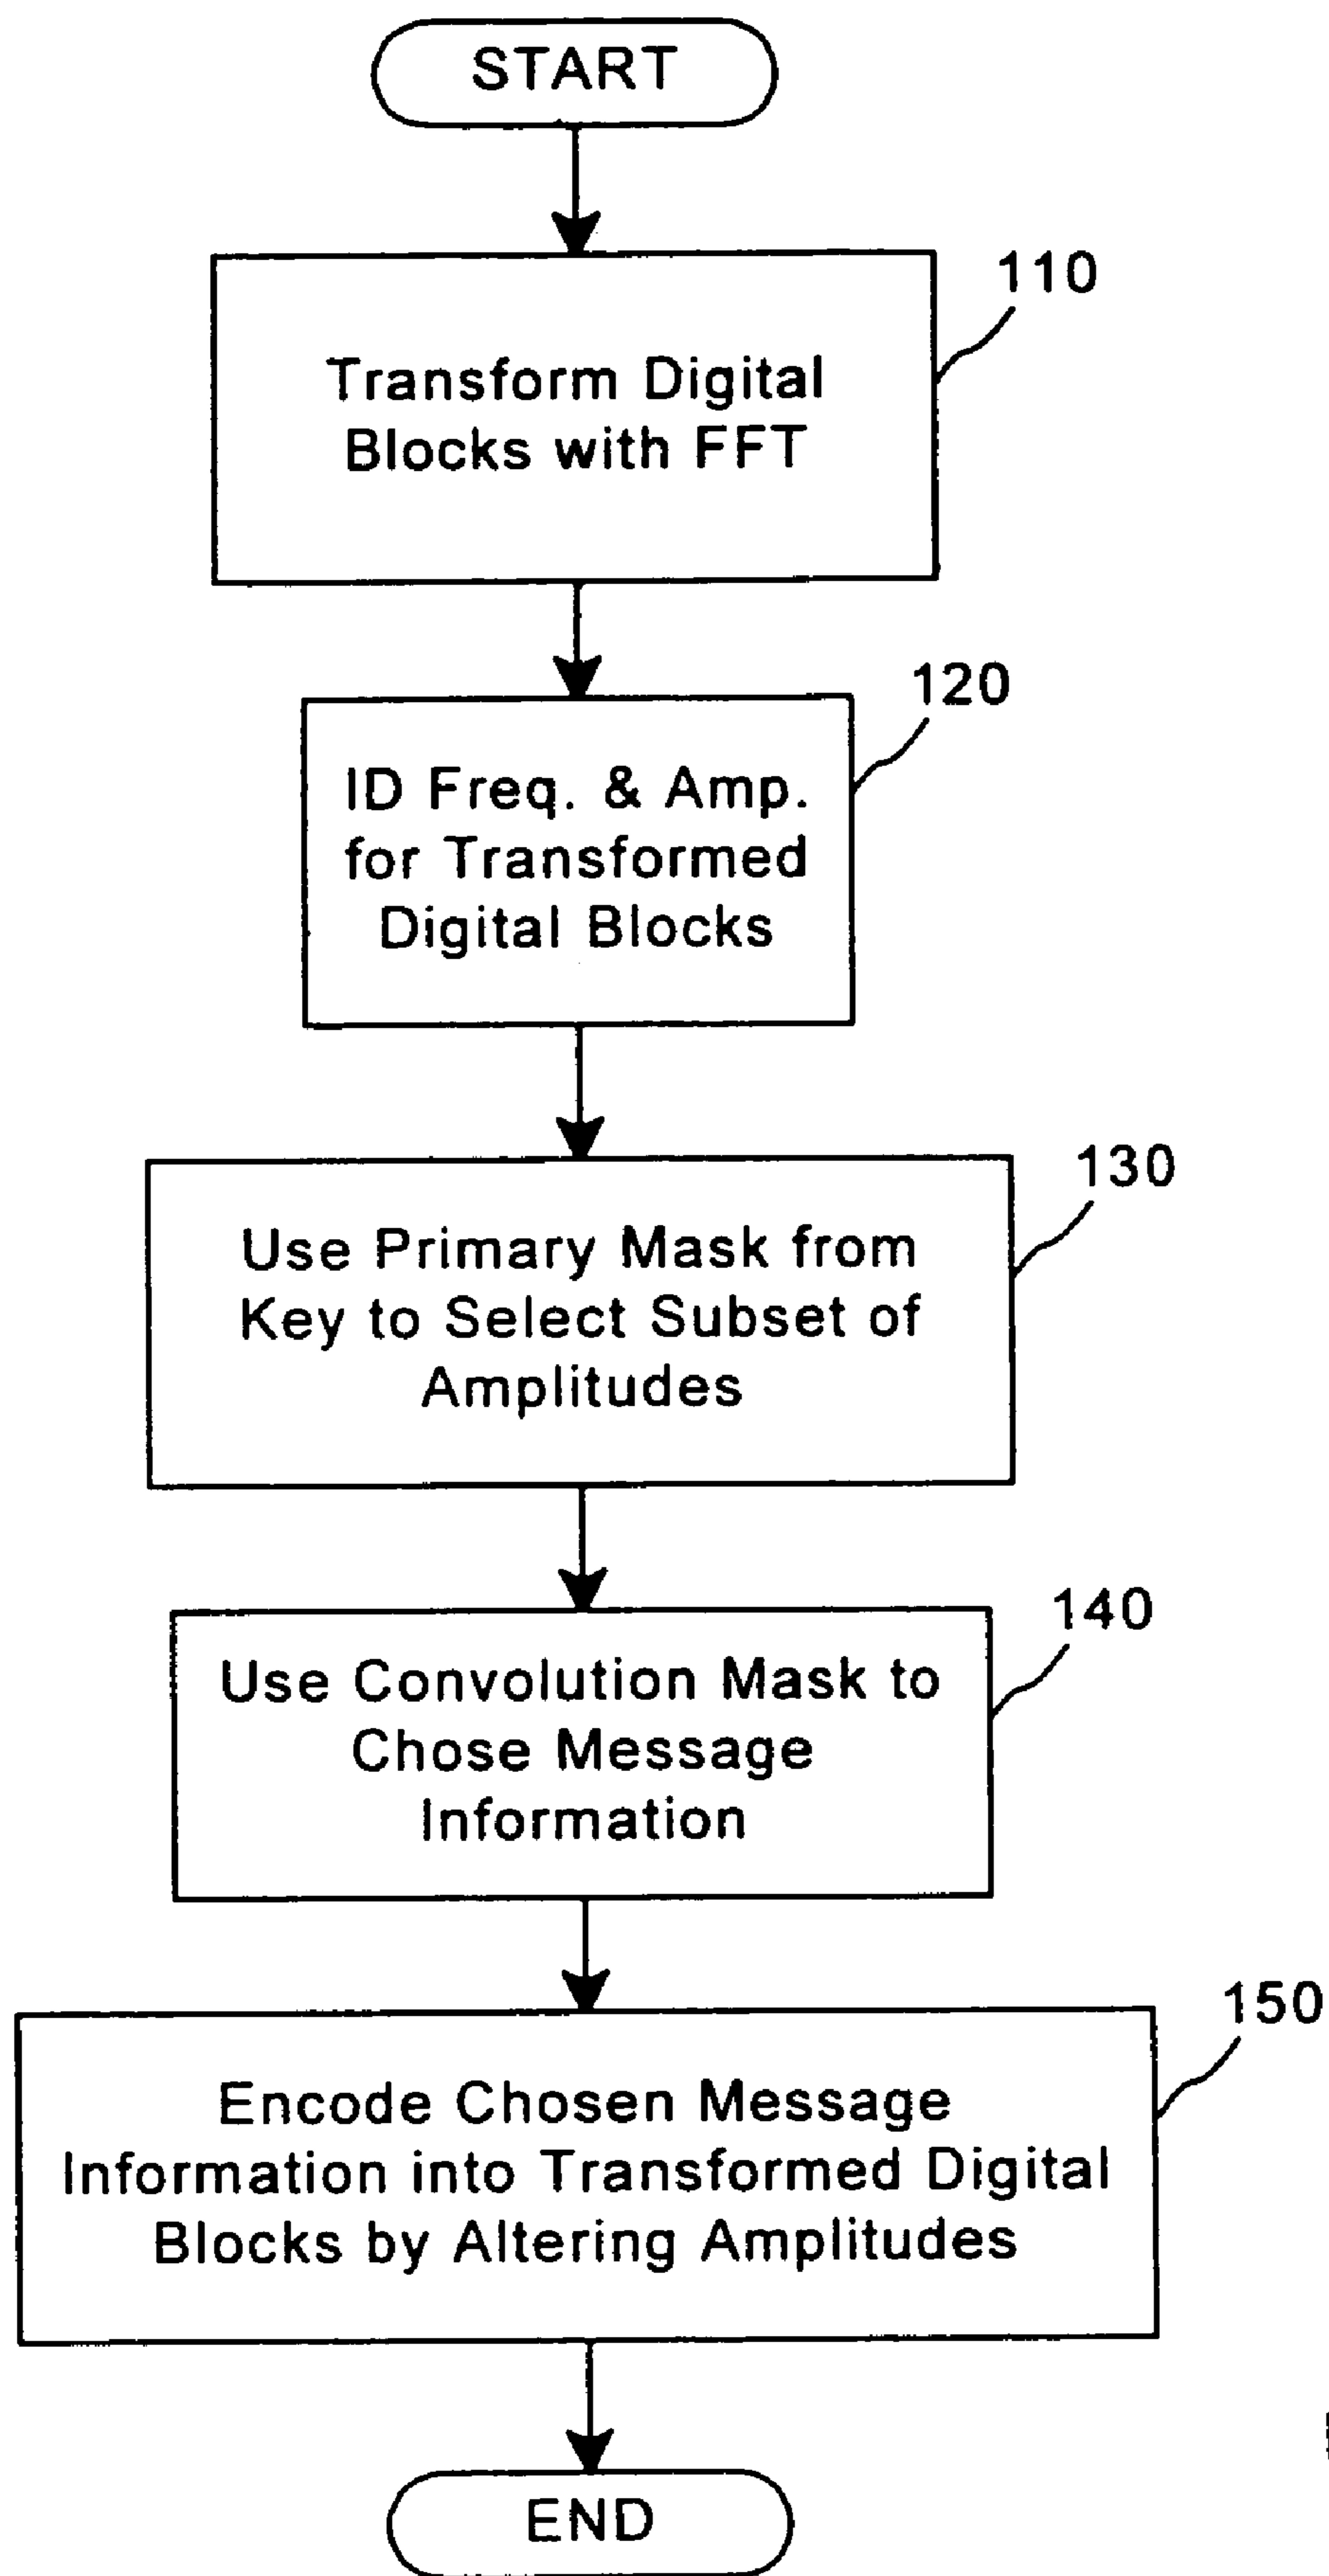 START
110
Transform Digital
Blocks with FFT
120
ID Freq. & Amp.
for Transformed
Digital Blocks
130
Use Primary Mask from
Key to Select Subset of
Amplitudes
140
Use Convolution Mask to
Chose Message
Information
150
Encode Chosen Message
Information into Transformed Digital
Blocks by Altering Amplitudes
END